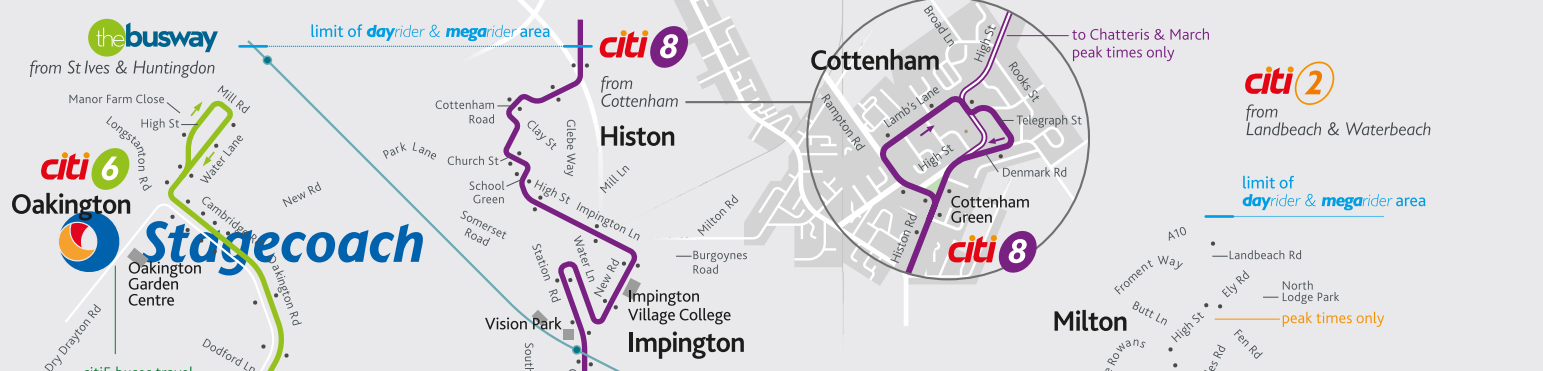 thebusway
from St Ives & Huntingdon
Manor Farm Close
High St
Mill Rd
Longstanton Rd
Water Lane
citi 6
Oakington
Stagecoach
Cambridge Rd
New Rd
Oakington
Garden
Centre
Oakington Rd
Dry Drayton Rd
Dodford Ln
citi5 buses travel
limit of dayrider & megarider area
citi 8
from
Cottenham
Histon
Cottenham
Road
Clay St
Glebe Way
Park Lane
Church St
School
Green
High St
Mill Ln
Impington Ln
Somerset
Road
Station Rd
Water Ln
New Rd
Milton Rd
Burgoynes
Road
Impington
Village College
Vision Park
Impington
South
Cottenham
Broad Ln
High St
to Chatteris & March
peak times only
Rooks St
Lamb's Lane
Rampton Rd
Telegraph St
High St
Denmark Rd
Cottenham
Green
Histon Rd
citi 8
citi 2
from
Landbeach & Waterbeach
limit of
dayrider & megarider area
A10
Landbeach Rd
Froment Way
Ely Rd
North
Lodge Park
Butt Ln
High St
Milton
peak times only
Fen Rd
e Rowans
es Rd